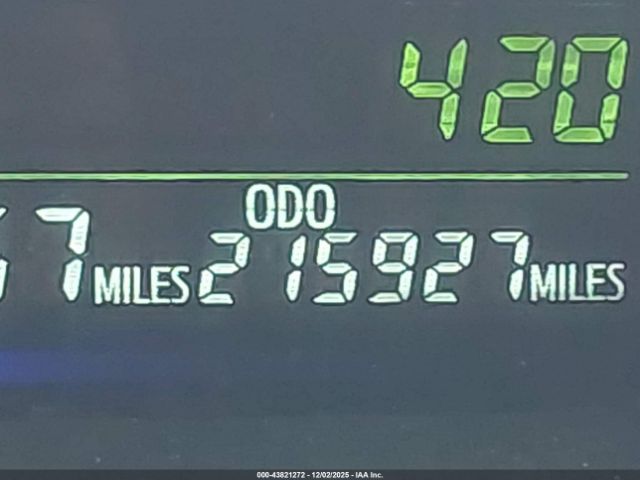 420
ODO
7 MILES 215927 MILES
000-43821272 - 12/02/2025 - IAA Inc.